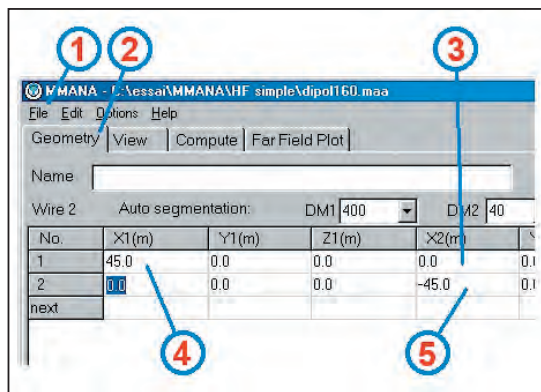 1 2 3
MMANA - C:\essai\MMANA\HF simple\dipol160.maa
File Edit Options Help
Geometry View Compute Far Field Plot
Name
Wire 2 Auto segmentation: DM1 400 DM2 40
No. X1(m) Y1(m) Z1(m) X2(m)
1 45.0 0.0 0.0 0.0
2 0.0 0.0 0.0 -45.0
next
4 5